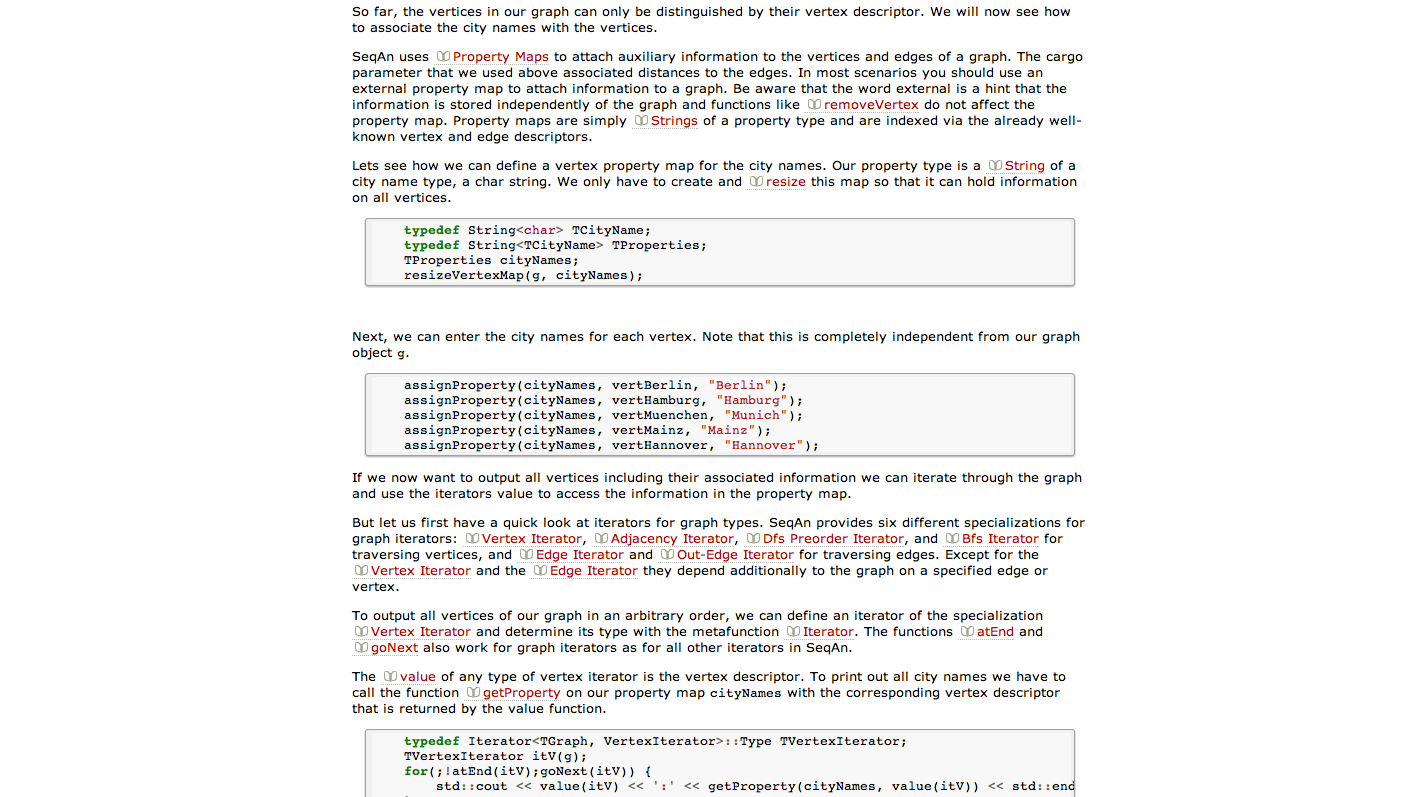 So far, the vertices in our graph can only be distinguished by their vertex descriptor. We will now see how
to associate the city names with the vertices.
SeqAn uses Property Maps to attach auxiliary information to the vertices and edges of a graph. The cargo
parameter that we used above associated distances to the edges. In most scenarios you should use an
external property map to attach information to a graph. Be aware that the word external is a hint that the
information is stored independently of the graph and functions like removeVertex do not affect the
property map. Property maps are simply Strings of a property type and are indexed via the already well-
known vertex and edge descriptors.
Lets see how we can define a vertex property map for the city names. Our property type is a String of a
city name type, a char string. We only have to create and resize this map so that it can hold information
on all vertices.
typedef String<char> TCityName;
typedef String<TCityName> TProperties;
TProperties cityNames;
resizeVertexMap(g, cityNames);
Next, we can enter the city names for each vertex. Note that this is completely independent from our graph
object g.
assignProperty(cityNames, vertBerlin, "Berlin");
assignProperty(cityNames, vertHamburg, "Hamburg");
assignProperty(cityNames, vertMuenchen, "Munich");
assignProperty(cityNames, vertMainz, "Mainz");
assignProperty(cityNames, vertHannover, "Hannover");
If we now want to output all vertices including their associated information we can iterate through the graph
and use the iterators value to access the information in the property map.
But let us first have a quick look at iterators for graph types. SeqAn provides six different specializations for
graph iterators: Vertex Iterator, Adjacency Iterator, Dfs Preorder Iterator, and Bfs Iterator for
traversing vertices, and Edge Iterator and Out-Edge Iterator for traversing edges. Except for the
Vertex Iterator and the Edge Iterator they depend additionally to the graph on a specified edge or
vertex.
To output all vertices of our graph in an arbitrary order, we can define an iterator of the specialization
Vertex Iterator and determine its type with the metafunction Iterator. The functions atEnd and
goNext also work for graph iterators as for all other iterators in SeqAn.
The value of any type of vertex iterator is the vertex descriptor. To print out all city names we have to
call the function getProperty on our property map cityNames with the corresponding vertex descriptor
that is returned by the value function.
typedef Iterator<TGraph, VertexIterator>::Type TVertexIterator;
TVertexIterator itV(g);
for(;!atEnd(itV);goNext(itV)) {
std::cout << value(itV) << ':' << getProperty(cityNames, value(itV)) << std::end